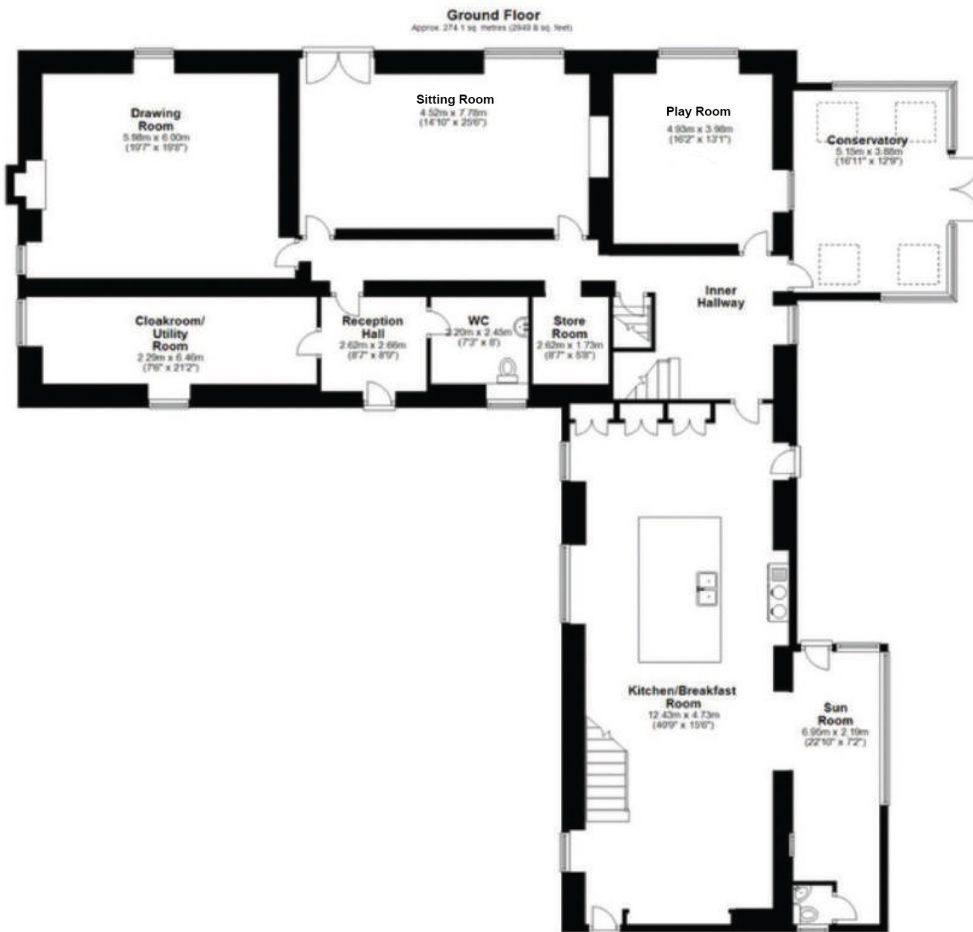 Ground Floor
Approx. 274.1 sq. metres (2949.8 sq. feet)
Drawing
Room
5.98m x 6.00m
(19'7" x 19'8")
Sitting Room
4.52m x 7.78m
(14'10" x 25'6")
Play Room
4.93m x 3.98m
(16'2" x 13'1")
Conservatory
5.15m x 3.88m
(16'11" x 12'9")
Cloakroom/
Utility
Room
2.29m x 6.46m
(7'6" x 21'2")
Reception
Hall
2.62m x 2.66m
(8'7" x 8'9")
WC
2.20m x 2.45m
(7'3" x 8')
Store
Room
2.62m x 1.73m
(8'7" x 5'8")
Inner
Hallway
Kitchen/Breakfast
Room
12.43m x 4.73m
(40'9" x 15'6")
Sun
Room
6.95m x 2.19m
(22'10" x 7'2")